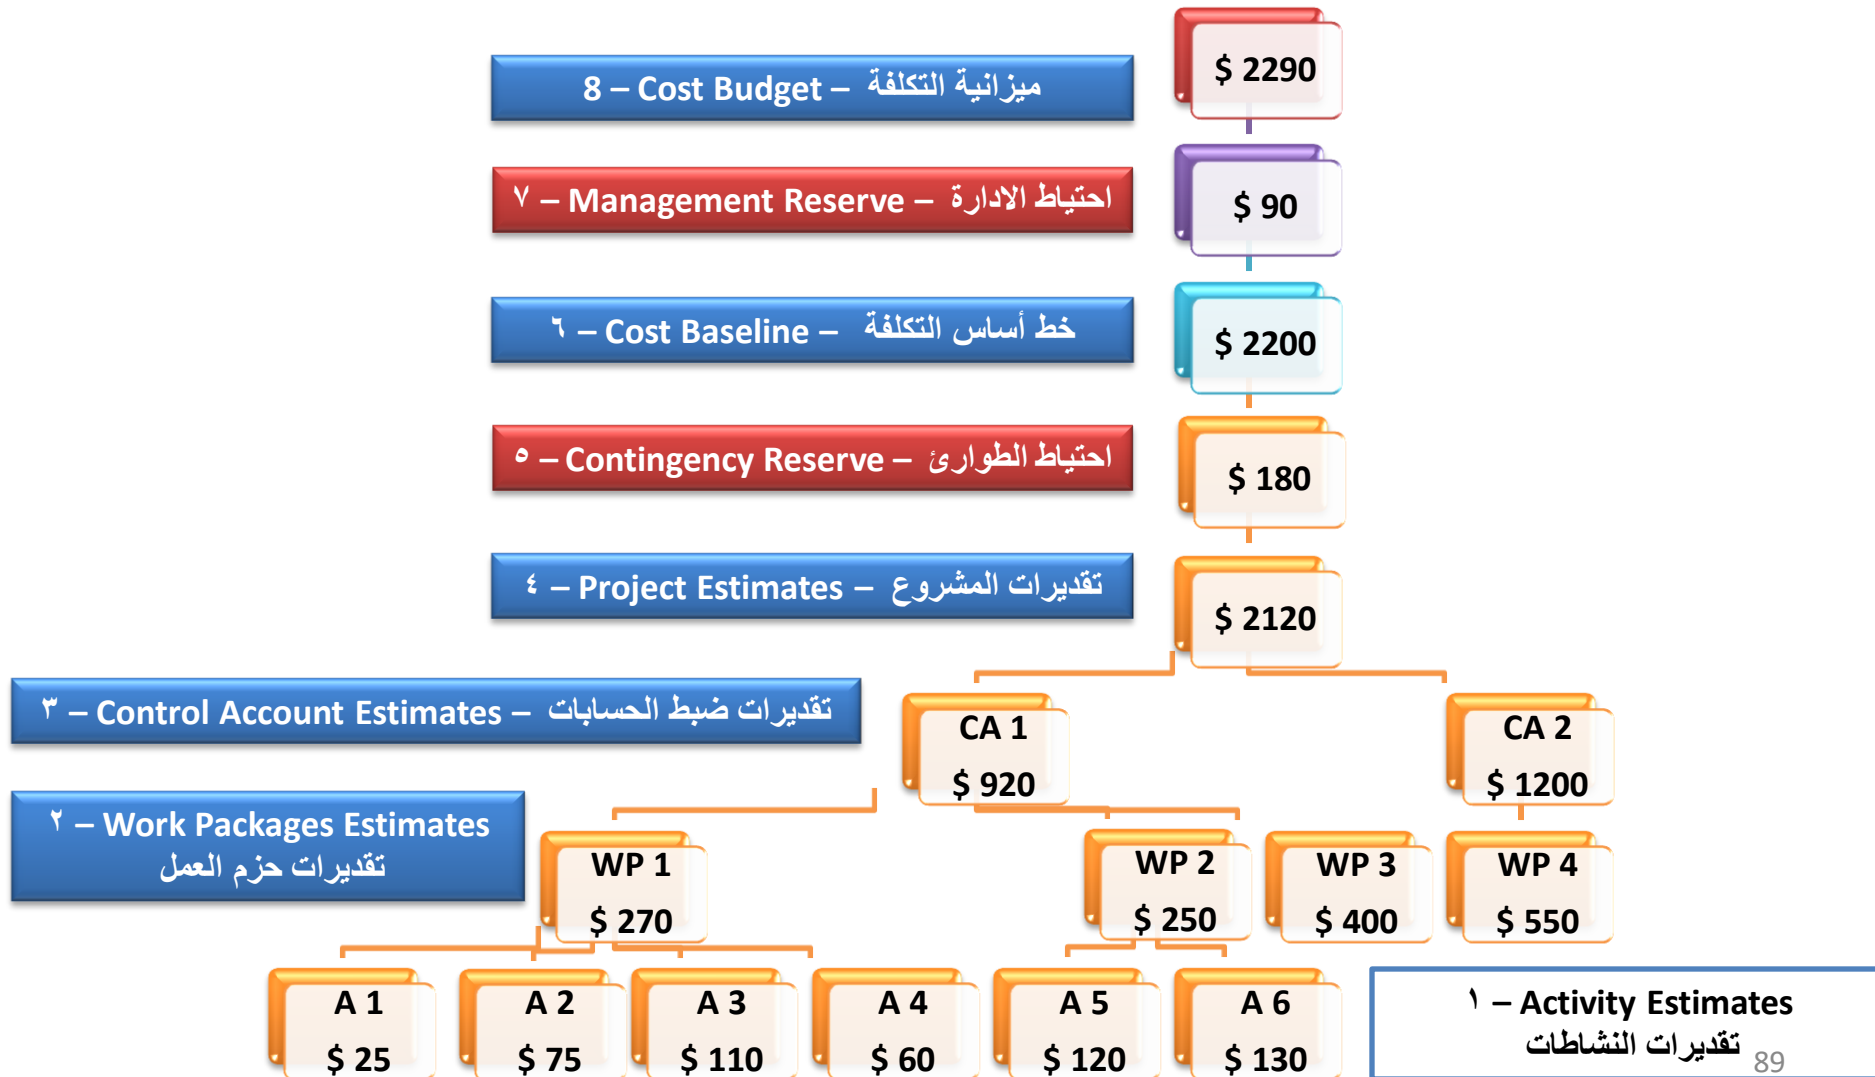 8 – Cost Budget – ميزانية التكلفة
$ 2290
٧ – Management Reserve – احتياط الادارة
$ 90
٦ – Cost Baseline – خط أساس التكلفة
$ 2200
٥ – Contingency Reserve – احتياط الطوارئ
$ 180
٤ – Project Estimates – تقديرات المشروع
$ 2120
٣ – Control Account Estimates – تقديرات ضبط الحسابات
CA 1
$ 920
CA 2
$ 1200
٢ – Work Packages Estimates
تقديرات حزم العمل
WP 1
$ 270
WP 2
$ 250
WP 3
$ 400
WP 4
$ 550
A 1
$ 25
A 2
$ 75
A 3
$ 110
A 4
$ 60
A 5
$ 120
A 6
$ 130
١ – Activity Estimates
تقديرات النشاطات
89